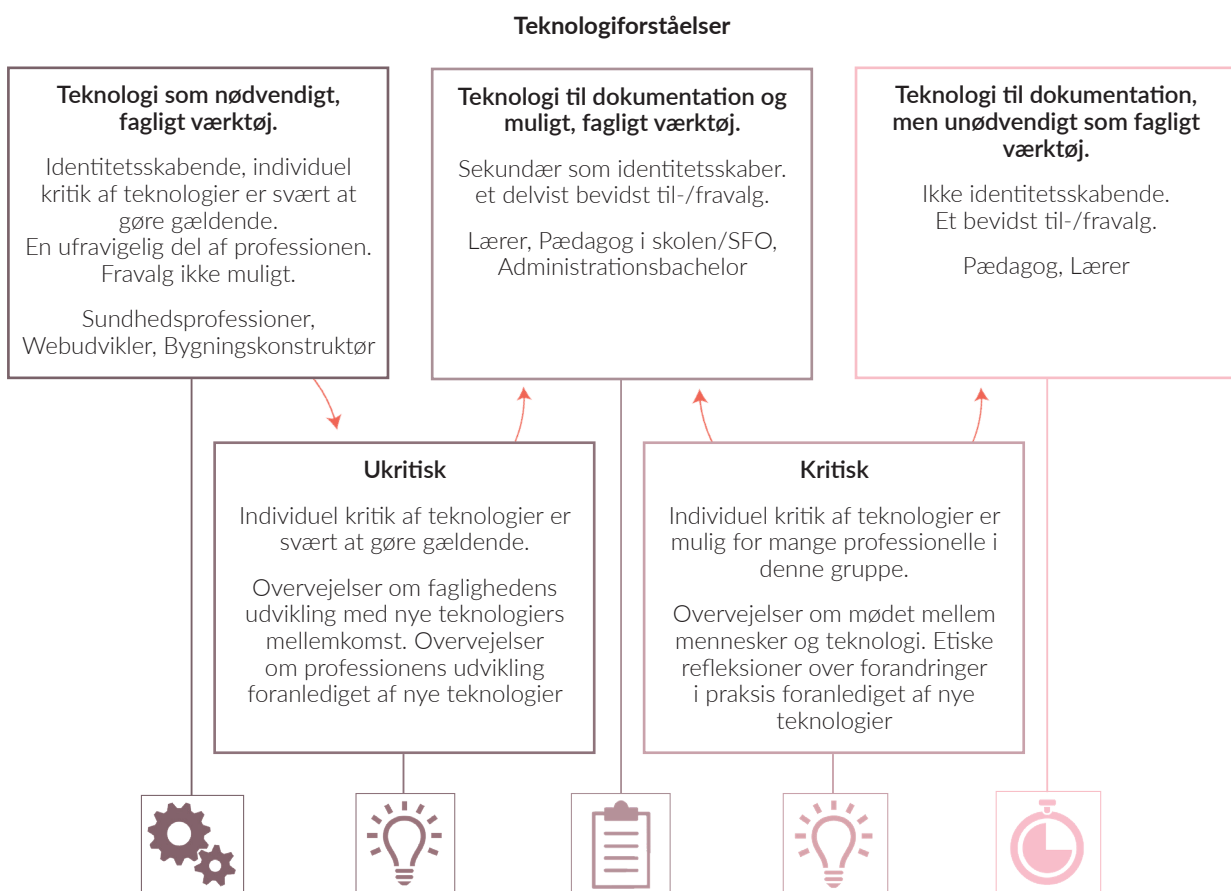 Teknologiforståelser
Teknologi som nødvendigt,
fagligt værktøj.
Identitetsskabende, individuel
kritik af teknologier er svært at
gøre gældende.
En ufravigelig del af professionen.
Fravalg ikke muligt.
Sundhedsprofessioner,
Webudvikler, Bygningskonstruktør
Teknologi til dokumentation og
muligt, fagligt værktøj.
Sekundær som identitetsskaber.
et delvist bevidst til-/fravalg.
Lærer, Pædagog i skolen/SFO,
Administrationsbachelor
Teknologi til dokumentation,
men unødvendigt som fagligt
værktøj.
Ikke identitetsskabende.
Et bevidst til-/fravalg.
Pædagog, Lærer
Ukritisk
Individuel kritik af teknologier er
svært at gøre gældende.
Overvejelser om faglighedens
udvikling med nye teknologiers
mellemkomst. Overvejelser
om professionens udvikling
foranlediget af nye teknologier
Kritisk
Individuel kritik af teknologier er
mulig for mange professionelle i
denne gruppe.
Overvejelser om mødet mellem
mennesker og teknologi. Etiske
refleksioner over forandringer
i praksis foranlediget af nye
teknologier